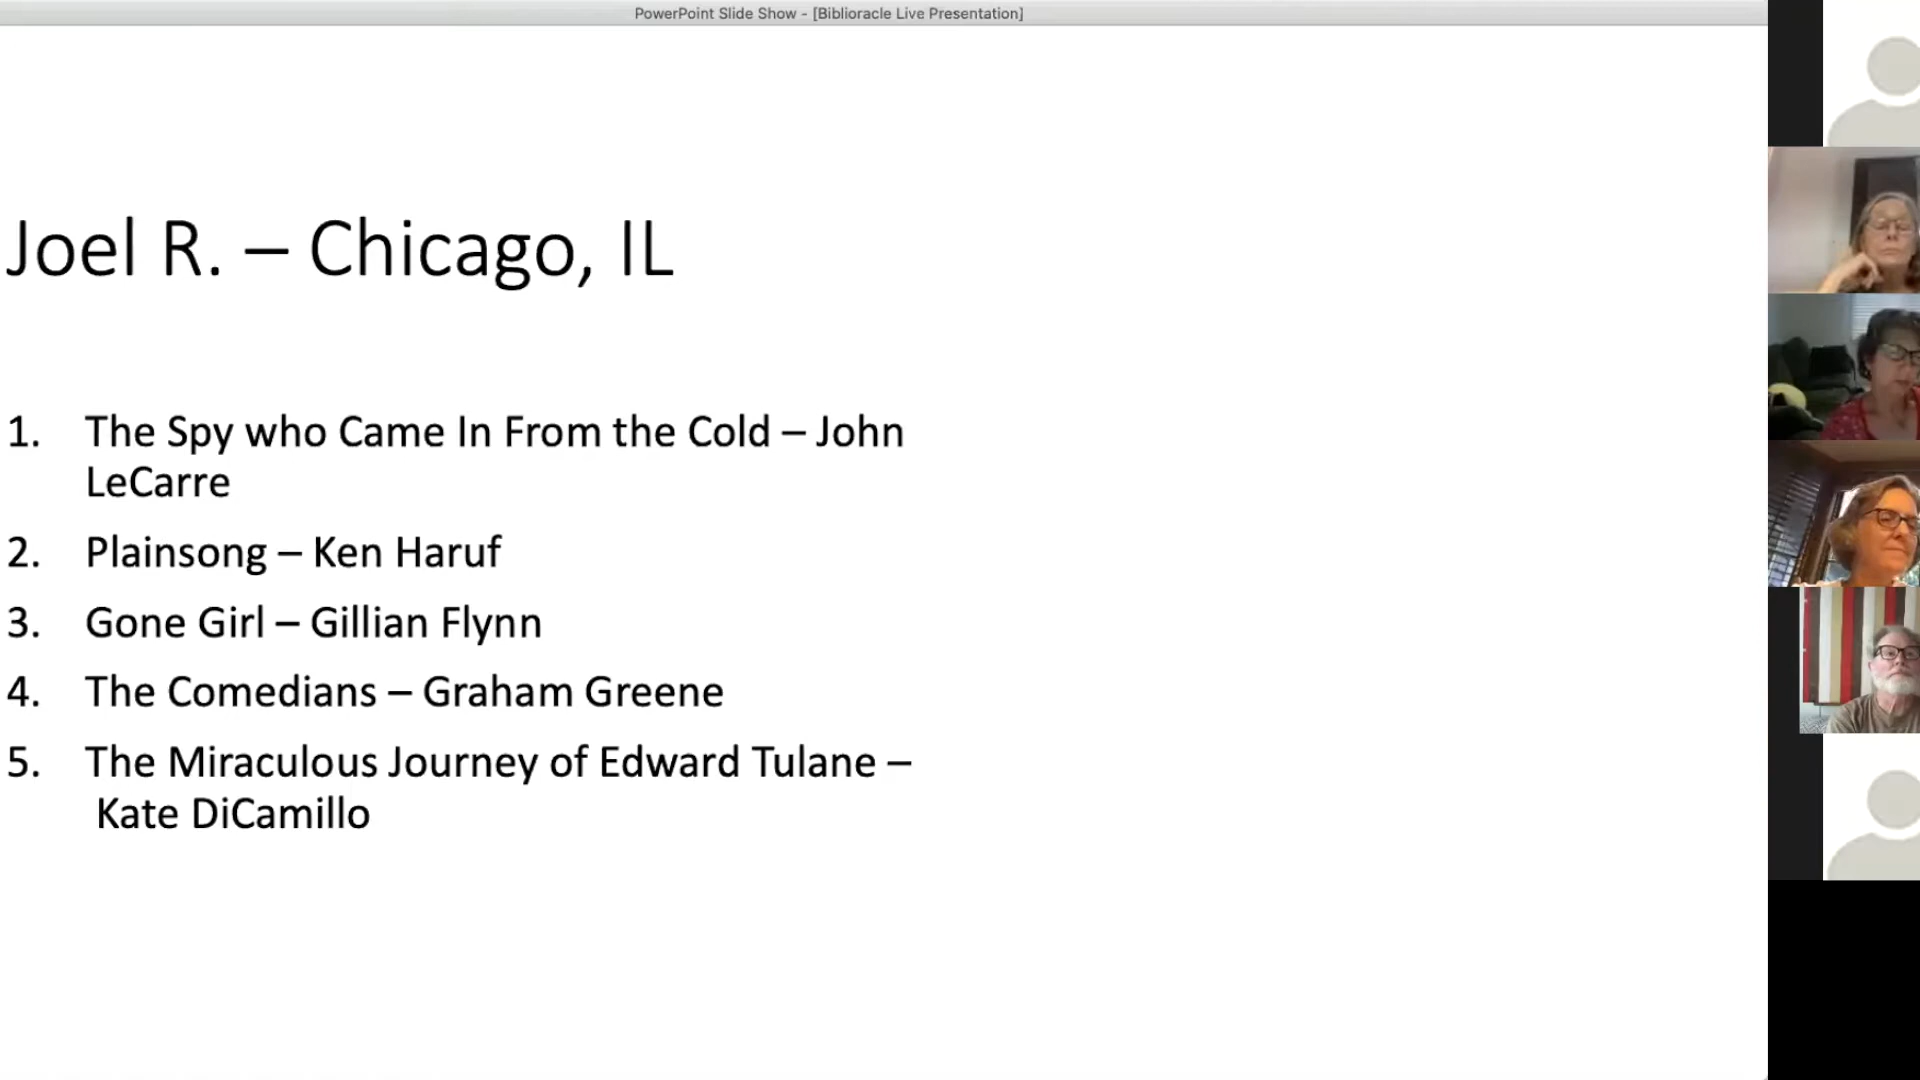 PowerPoint Slide Show - [Biblioracle Live Presentation]
Joel R. – Chicago, IL
1. The Spy who Came In From the Cold – John
LeCarre
2. Plainsong – Ken Haruf
3. Gone Girl – Gillian Flynn
4. The Comedians – Graham Greene
5. The Miraculous Journey of Edward Tulane –
Kate DiCamillo